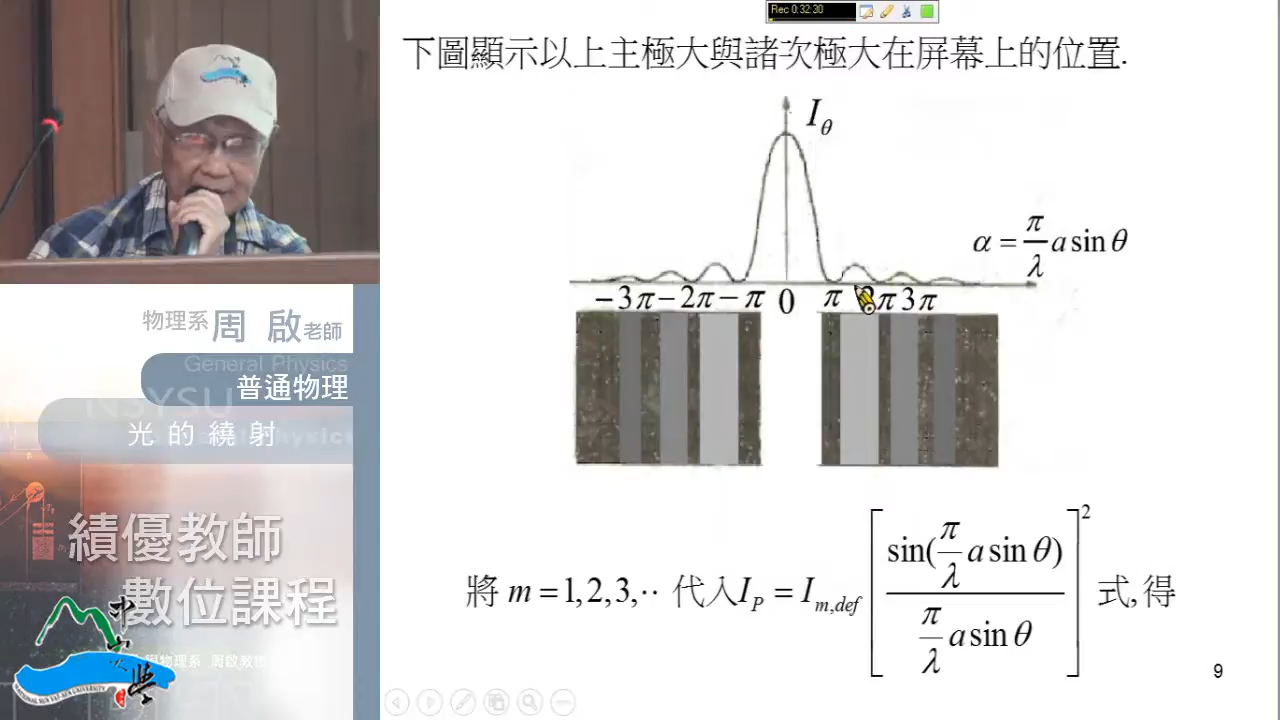 Rec 0:32:30
下圖顯示以上主極大與諸次極大在屏幕上的位置.
I_θ
α = π/λ a sin θ
−3π −2π −π 0 π 2π 3π
物理系 周 啟 老師
General Physics
普通物理
NSYSU
光 的 繞 射
績優教師
數位課程
將 m = 1,2,3,·· 代入 I_P = I_{m,def} [ sin(π/λ a sin θ) / π/λ a sin θ ]^2 式,得
9